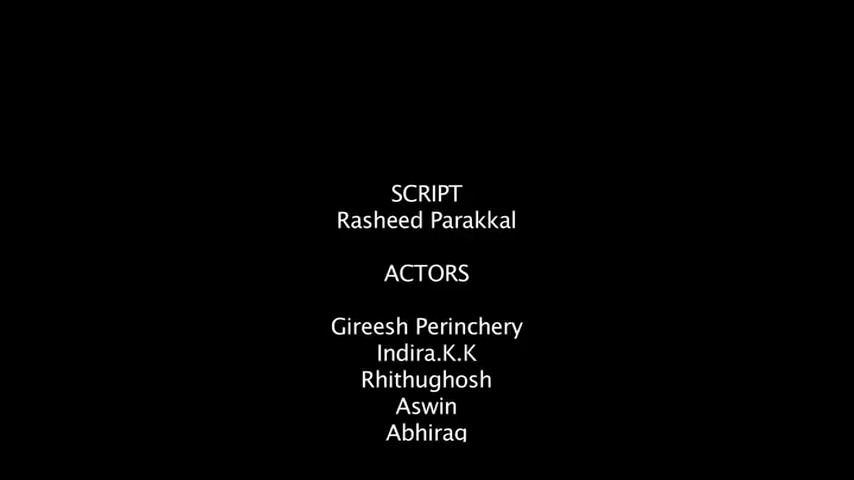 SCRIPT
Rasheed Parakkal
ACTORS
Gireesh Perinchery
Indira.K.K
Rhithughosh
Aswin
Abhirag